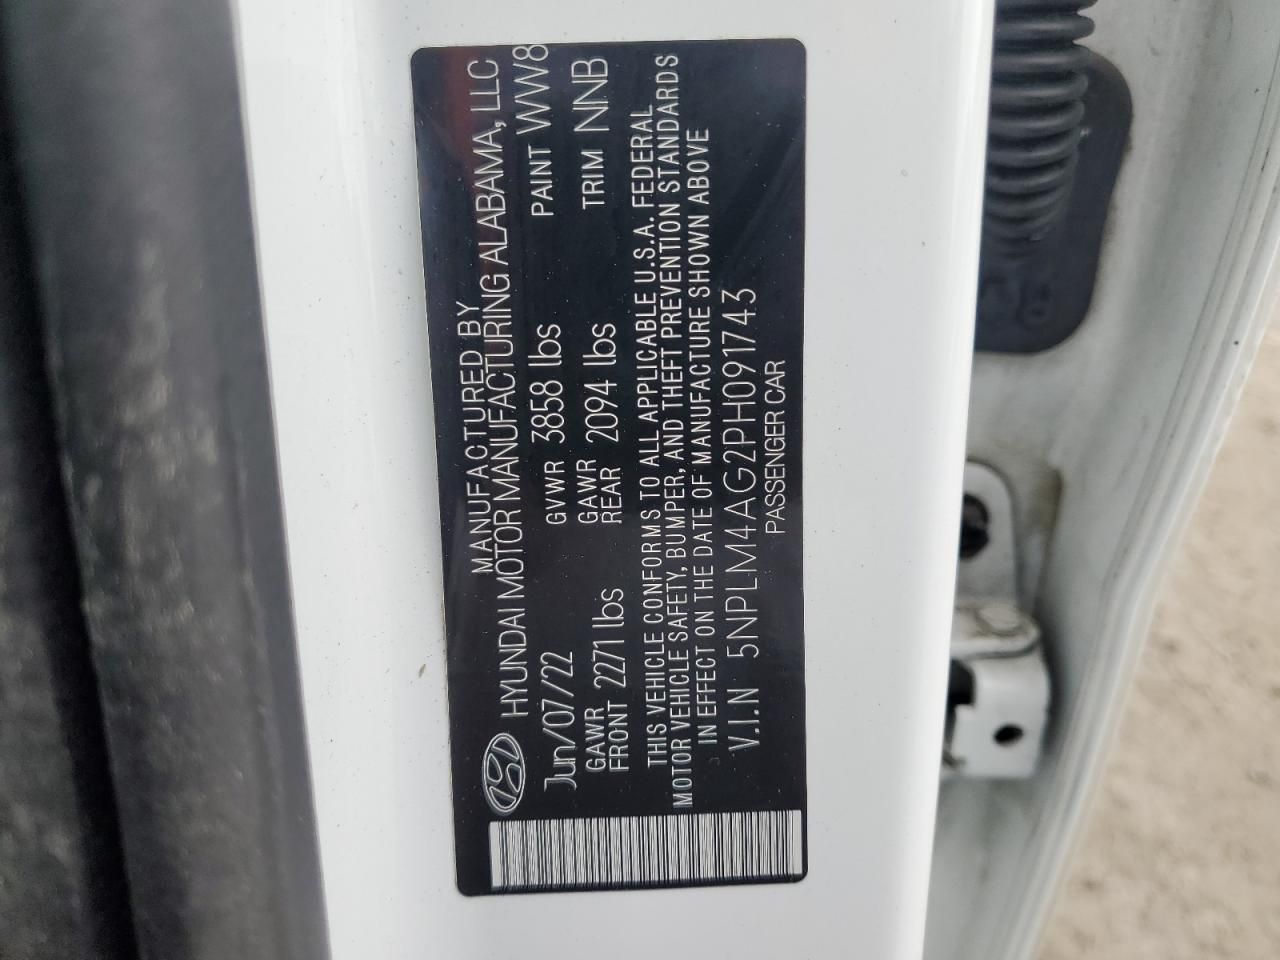 MANUFACTURED BY
HYUNDAI MOTOR MANUFACTURING ALABAMA, LLC
Jun/07/22 GVWR 3858 lbs PAINT WW8
GAWR FRONT 2271 lbs GAWR REAR 2094 lbs TRIM NNB
THIS VEHICLE CONFORMS TO ALL APPLICABLE U.S.A. FEDERAL
MOTOR VEHICLE SAFETY, BUMPER, AND THEFT PREVENTION STANDARDS
IN EFFECT ON THE DATE OF MANUFACTURE SHOWN ABOVE
V.I.N 5NPLM4AG2PH091743
PASSENGER CAR